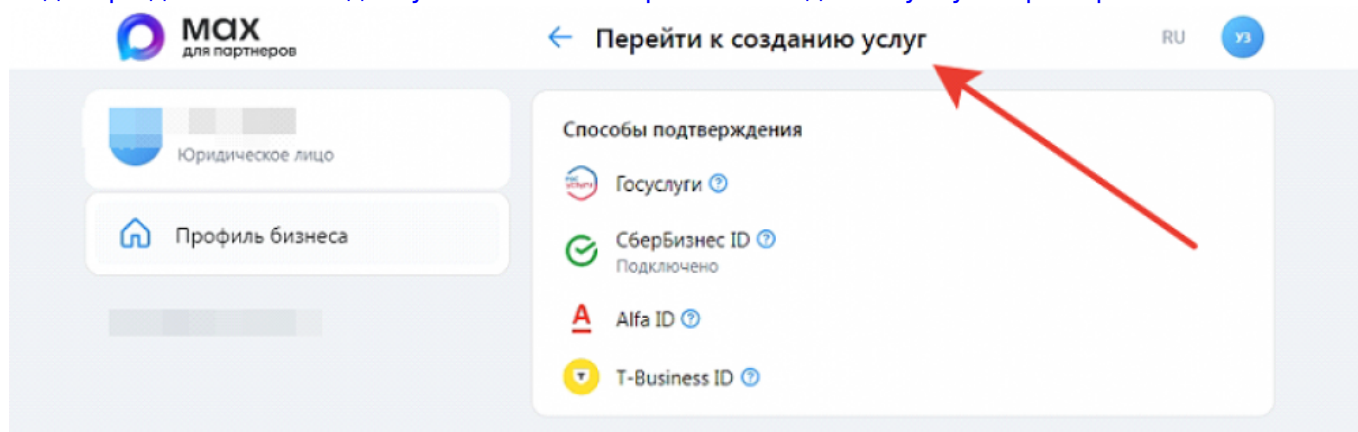 max
для партнеров
Перейти к созданию услуг
RU
УЗ
Юридическое лицо
Профиль бизнеса
Способы подтверждения
Госуслуги
СберБизнес ID
Подключено
Alfa ID
T-Business ID